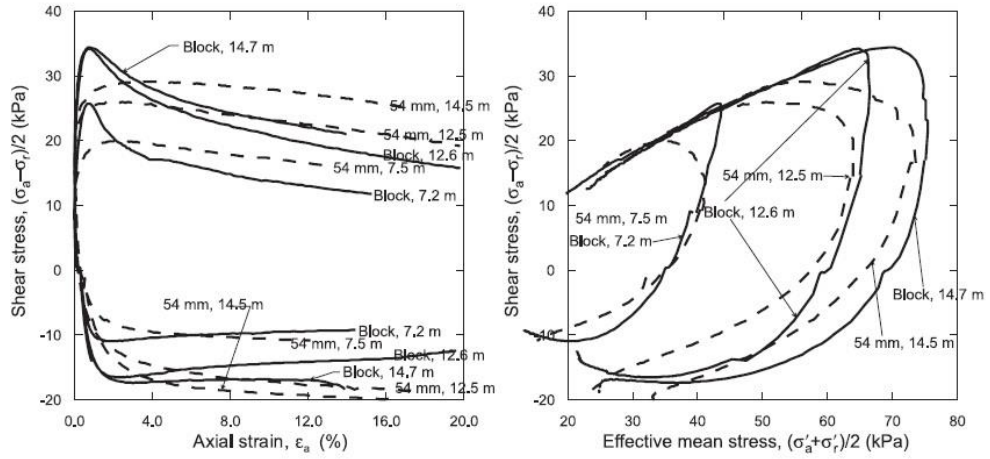 40
30
20
10
0
-10
-20
Shear stress, (σa–σr)/2 (kPa)
Block, 14.7 m
54 mm, 14.5 m
54 mm, 12.5 m
Block, 12.6 m
54 mm, 7.5 m
Block, 7.2 m
54 mm, 14.5 m
Block, 7.2 m
54 mm, 7.5 m
Block, 12.6 m
Block, 14.7 m
54 mm, 12.5 m
0.0 4.0 8.0 12.0 16.0 20.0
Axial strain, εa (%)
40
30
20
10
0
-10
-20
Shear stress, (σa–σr)/2 (kPa)
54 mm, 12.5 m
54 mm, 7.5 m
Block, 12.6 m
Block, 7.2 m
Block, 14.7 m
54 mm, 14.5 m
20 30 40 50 60 70 80
Effective mean stress, (σ′a+σ′r)/2 (kPa)